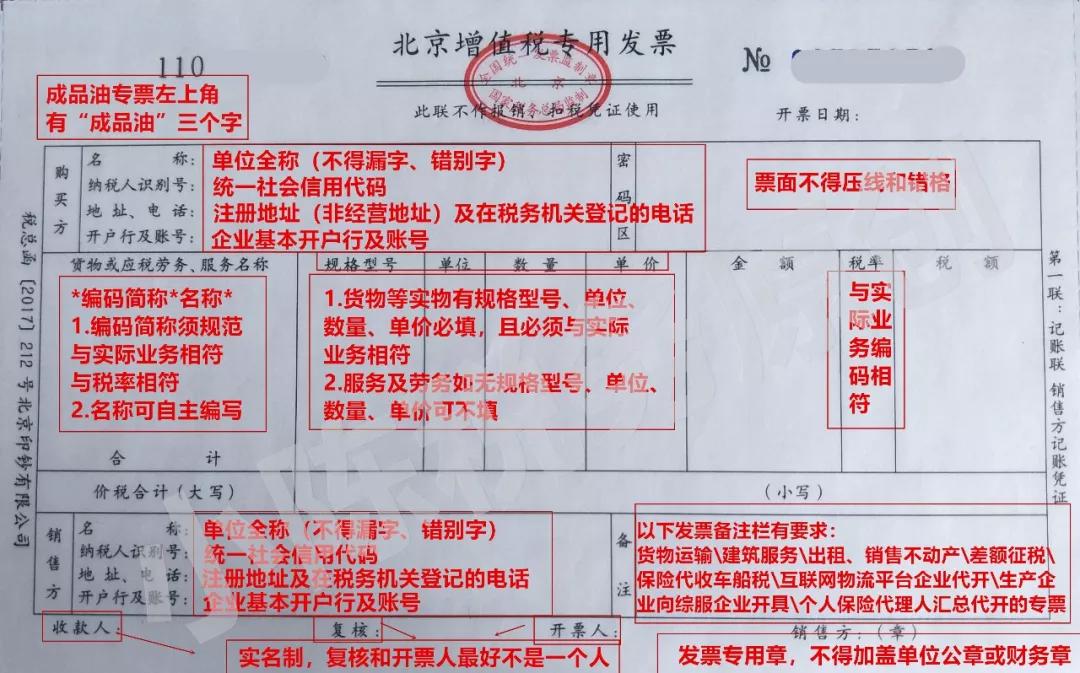 北京增值税专用发票
110
№
全国统一发票监制章
北京
国家税务总局监制
此联不作报销、扣税凭证使用
开票日期：
成品油专票左上角
有“成品油”三个字
购买方
名称：
单位全称（不得漏字、错别字）
纳税人识别号：
统一社会信用代码
地址、电话：
注册地址（非经营地址）及在税务机关登记的电话
开户行及账号：
企业基本开户行及账号
密码区
票面不得压线和错格
货物或应税劳务、服务名称
规格型号
单位
数量
单价
金额
税率
税额
*编码简称*名称*
1.编码简称须规范
与实际业务相符
与税率相符
2.名称可自主编写
1.货物等实物有规格型号、单位、
数量、单价必填，且必须与实际
业务相符
2.服务及劳务如无规格型号、单位、
数量、单价可不填
与实
际业
务编
码相
符
合计
价税合计（大写）
（小写）
销售方
名称：
单位全称（不得漏字、错别字）
纳税人识别号：
统一社会信用代码
地址、电话：
注册地址及在税务机关登记的电话
开户行及账号：
企业基本开户行及账号
备注
以下发票备注栏有要求：
货物运输\建筑服务\出租、销售不动产\差额征税\
保险代收车船税\互联网物流平台企业代开\生产企
业向综服企业开具\个人保险代理人汇总代开的专票
收款人：
复核：
开票人：
销售方：（章）
实名制，复核和开票人最好不是一个人
发票专用章，不得加盖单位公章或财务章
税总函〔2017〕212号北京印钞有限公司
第一联：记账联 销售方记账凭证